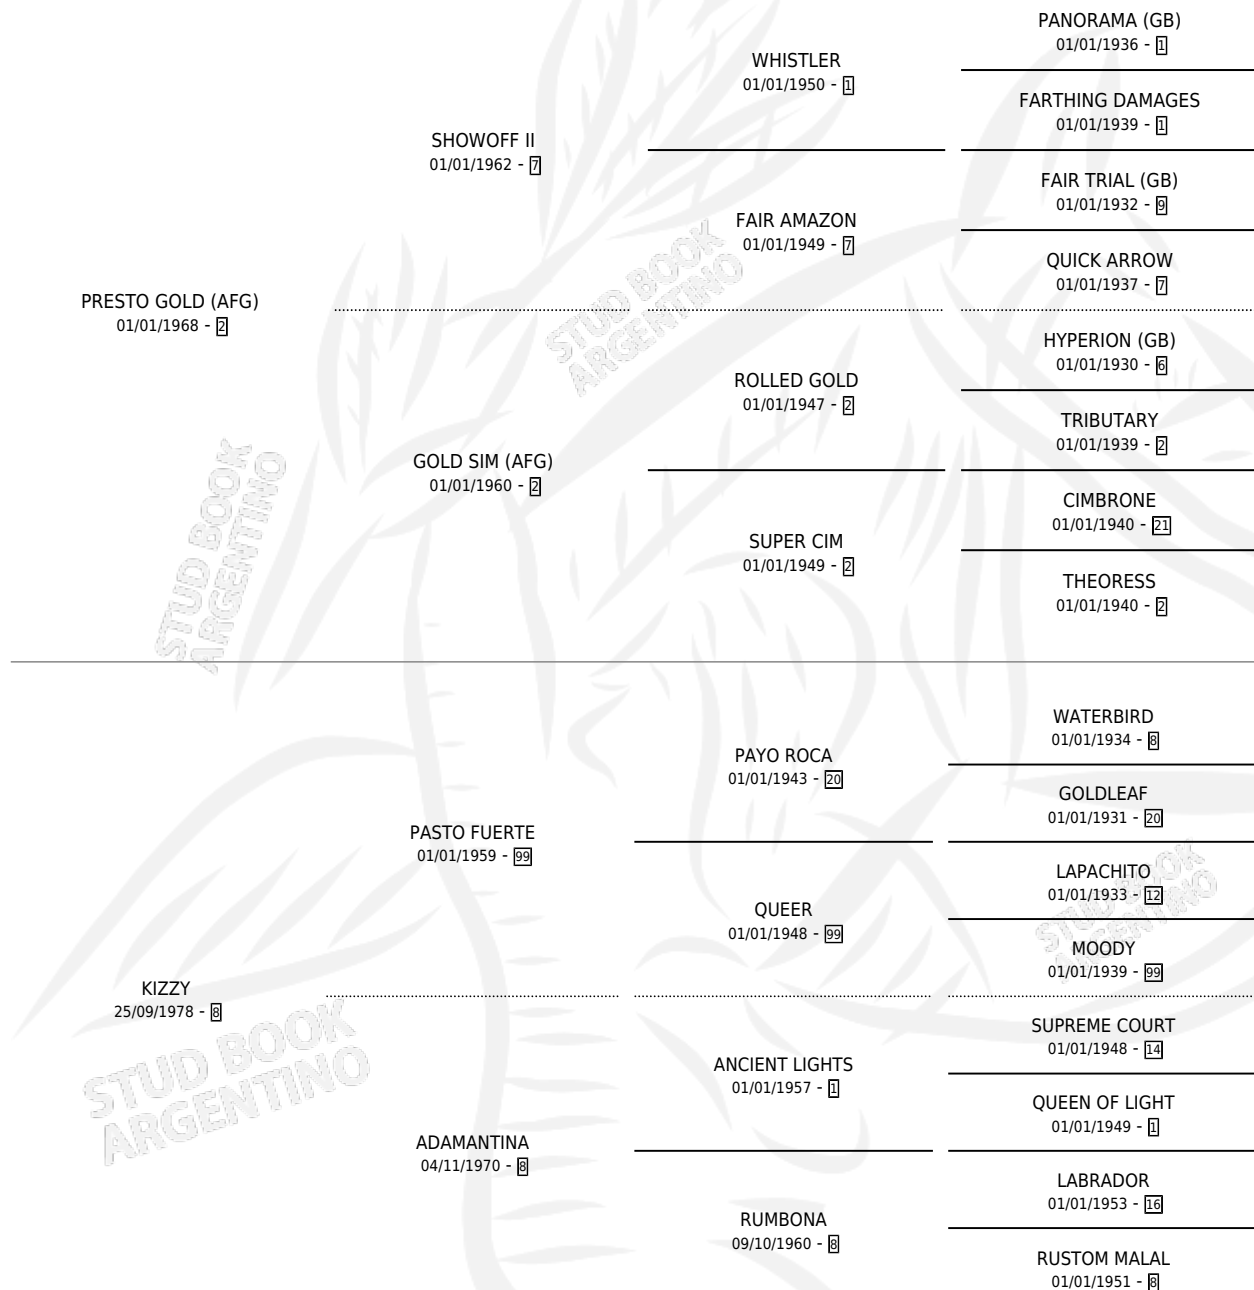 PANORAMA (GB)
01/01/1936 - 1
WHISTLER
01/01/1950 - 1
FARTHING DAMAGES
01/01/1939 - 1
SHOWOFF II
01/01/1962 - 7
FAIR TRIAL (GB)
01/01/1932 - 9
FAIR AMAZON
01/01/1949 - 7
QUICK ARROW
01/01/1937 - 7
PRESTO GOLD (AFG)
01/01/1968 - 2
HYPERION (GB)
01/01/1930 - 6
ROLLED GOLD
01/01/1947 - 2
TRIBUTARY
01/01/1939 - 2
GOLD SIM (AFG)
01/01/1960 - 2
CIMBRONE
01/01/1940 - 21
SUPER CIM
01/01/1949 - 2
THEORESS
01/01/1940 - 2
WATERBIRD
01/01/1934 - 8
PAYO ROCA
01/01/1943 - 20
GOLDLEAF
01/01/1931 - 20
PASTO FUERTE
01/01/1959 - 99
LAPACHITO
01/01/1933 - 12
QUEER
01/01/1948 - 99
MOODY
01/01/1939 - 99
KIZZY
25/09/1978 - 8
SUPREME COURT
01/01/1948 - 14
ANCIENT LIGHTS
01/01/1957 - 1
QUEEN OF LIGHT
01/01/1949 - 1
ADAMANTINA
04/11/1970 - 8
LABRADOR
01/01/1953 - 16
RUMBONA
09/10/1960 - 8
RUSTOM MALAL
01/01/1951 - 8
STUD BOOK
ARGENTINO
STUD BOOK
ARGENTINO
STUD BOOK
ARGENTINO
STUD BOOK
ARGENTINO